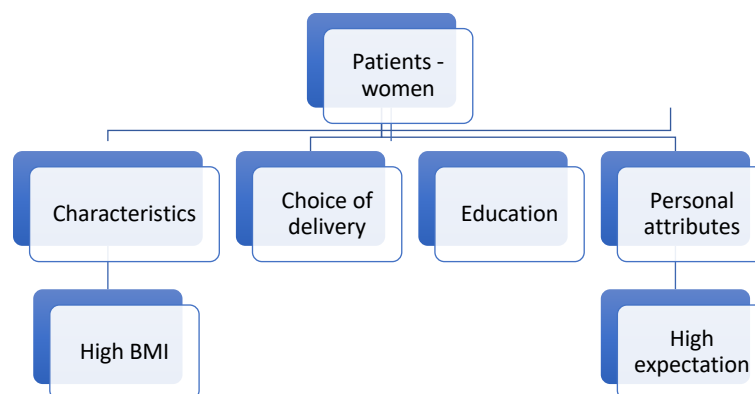 Patients -
women
Characteristics
Choice of
delivery
Education
Personal
attributes
High BMI
High
expectation